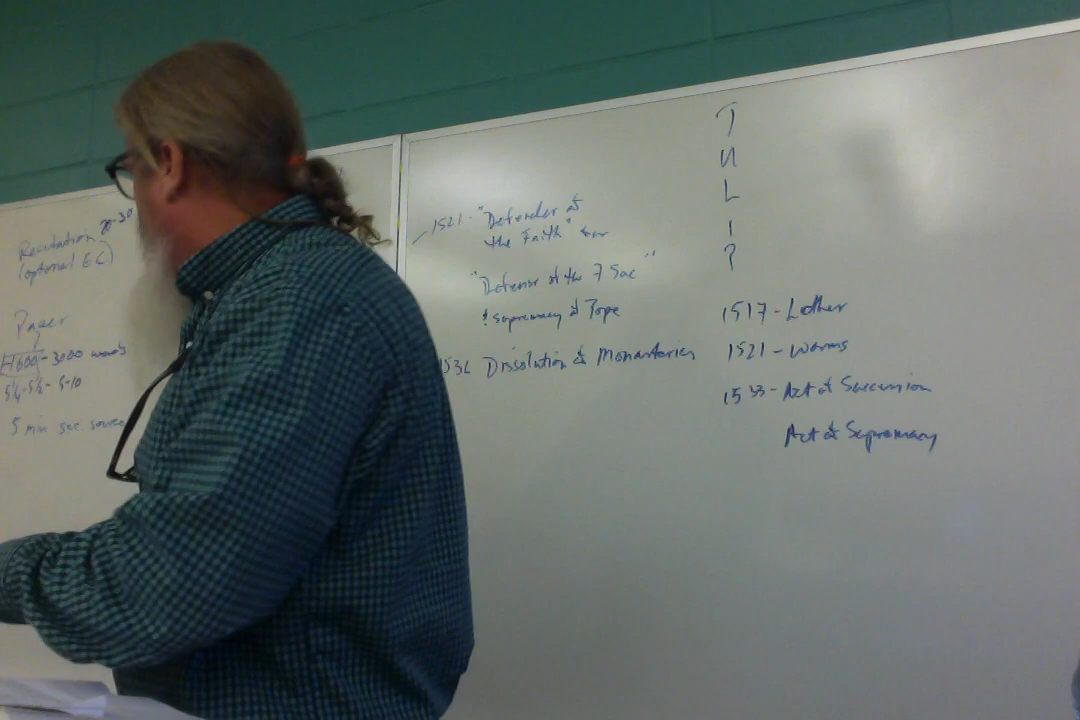 Recitation
(optional EC)
Paper
3000 words
5 min sec. source
1521 - "Defender of
the Faith" for
"Defense of the 7 Sac"
& supremacy of Pope
Dissolution of Monasteries
T
U
L
I
P
1517 - Luther
1521 - Worms
1533 - Act of Succession
Act of Supremacy